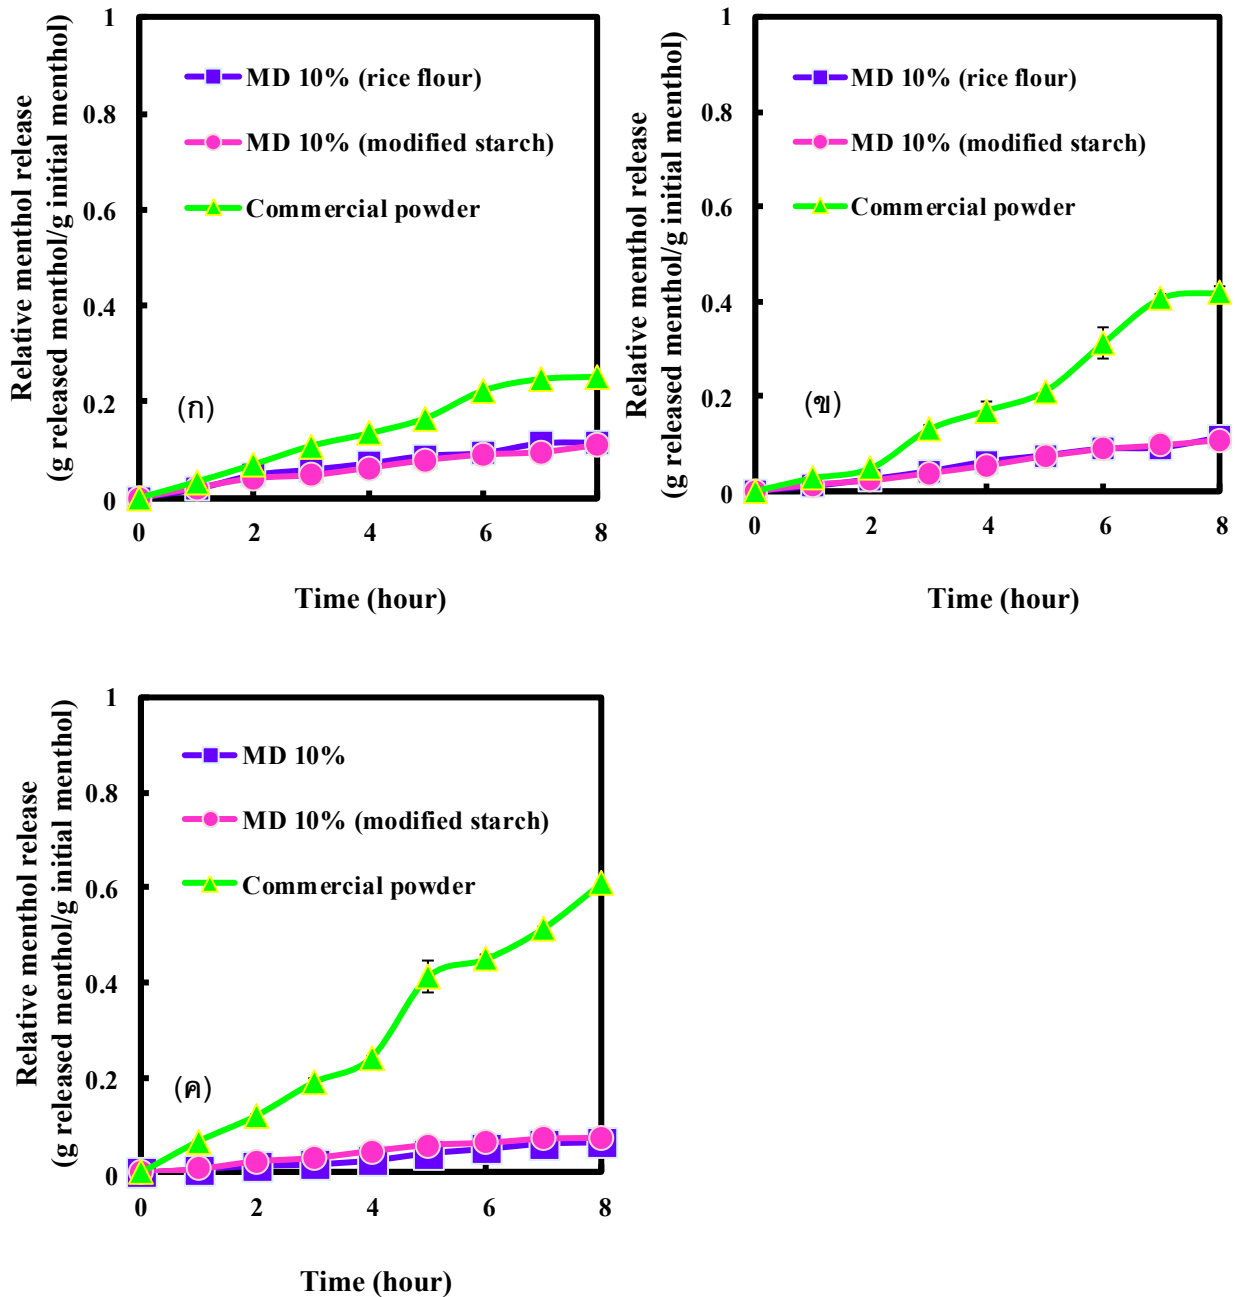 Relative menthol release
(g released menthol/g initial menthol)
1
0.8
0.6
0.4
0.2
0
MD 10% (rice flour)
MD 10% (modified starch)
Commercial powder
(ก)
0 2 4 6 8
Time (hour)
Relative menthol release
(g released menthol/g initial menthol)
1
0.8
0.6
0.4
0.2
0
MD 10% (rice flour)
MD 10% (modified starch)
Commercial powder
(ข)
0 2 4 6 8
Time (hour)
Relative menthol release
(g released menthol/g initial menthol)
1
0.8
0.6
0.4
0.2
0
MD 10%
MD 10% (modified starch)
Commercial powder
(ค)
0 2 4 6 8
Time (hour)